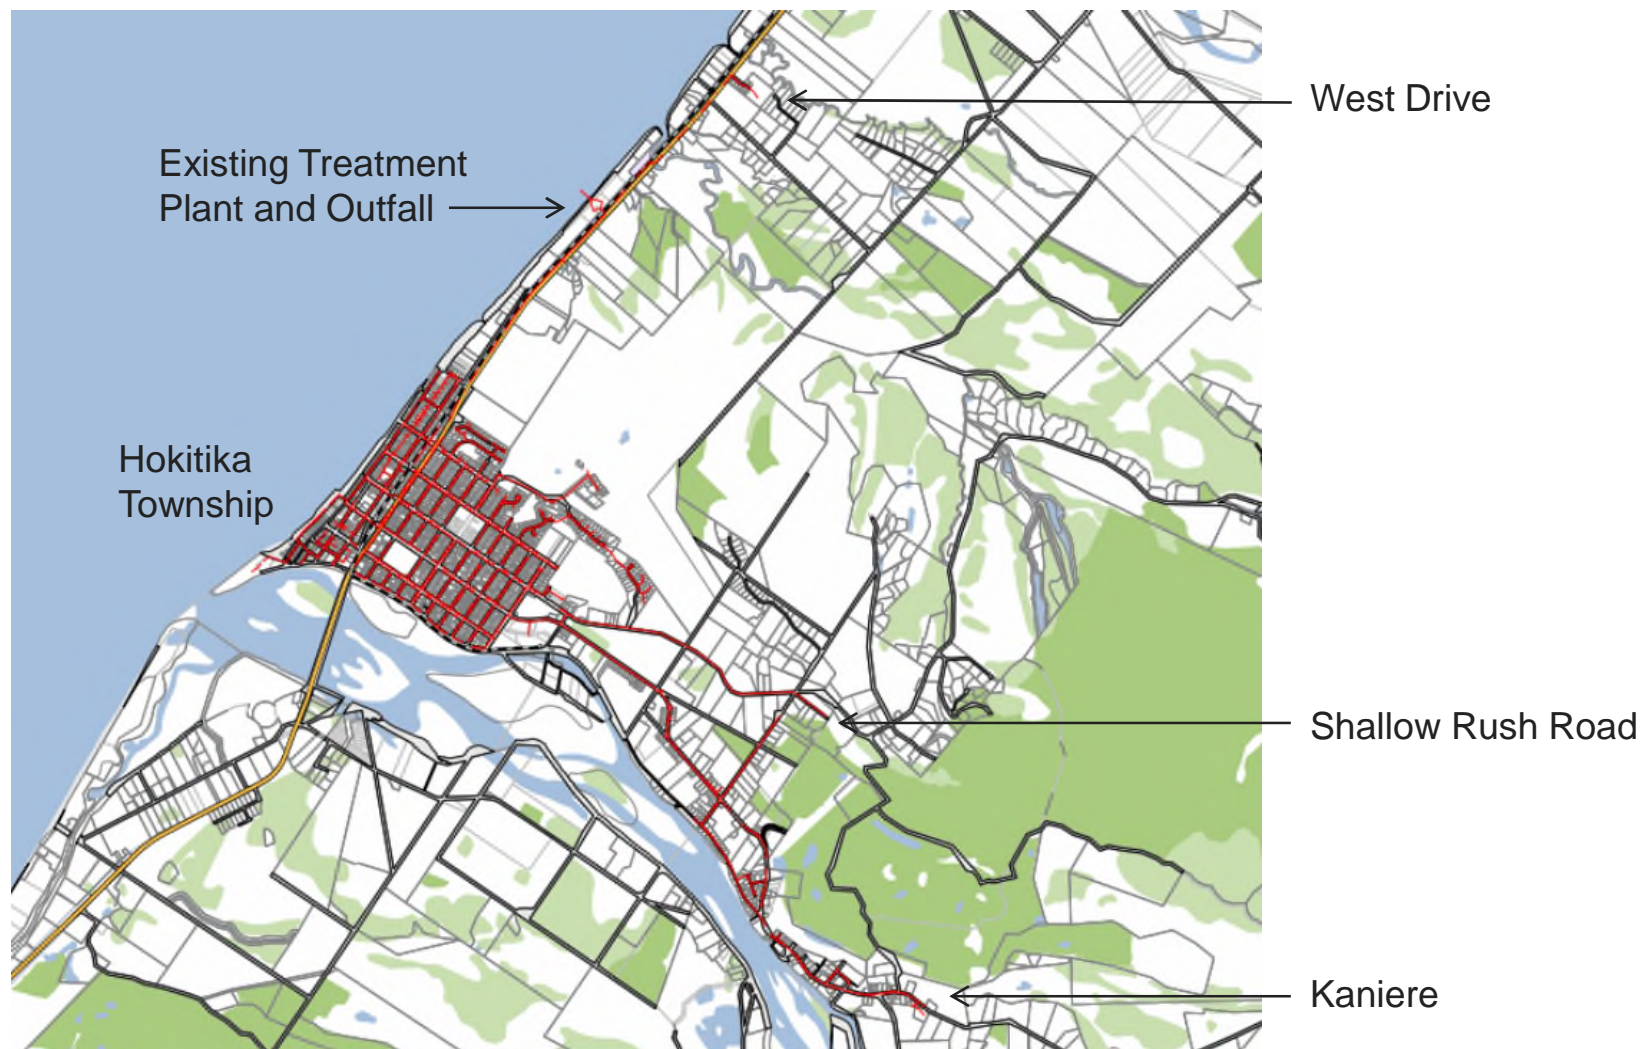 West Drive
Existing Treatment
Plant and Outfall
Hokitika
Township
Shallow Rush Road
Kaniere